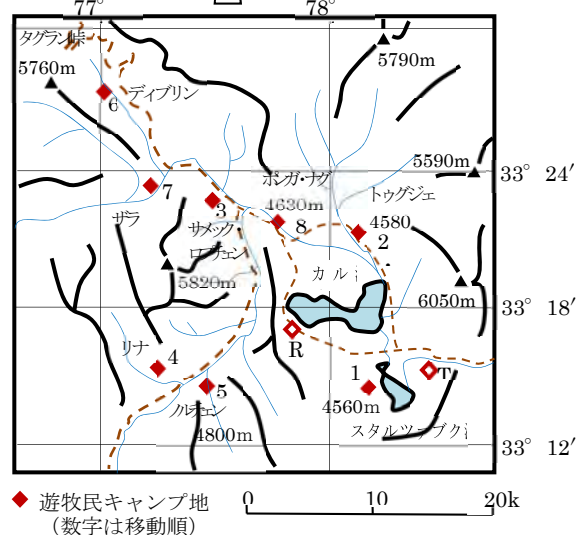 77° 78°
タグラン峠
5790m
5760m
6
ディブリン
5590m
33° 24′
ポンガ・ナグ
トゥグジェ
7
3
4630m
ザラ
サメック
8
4580
2
ロ チェン
カル
5820m
6050m
33° 18′
リナ
R
4
1
T
5
4560m
ノルチェン
4800m
スタルツァプク
33° 12′
遊牧民キャンプ地
(数字は移動順)
0 10 20k